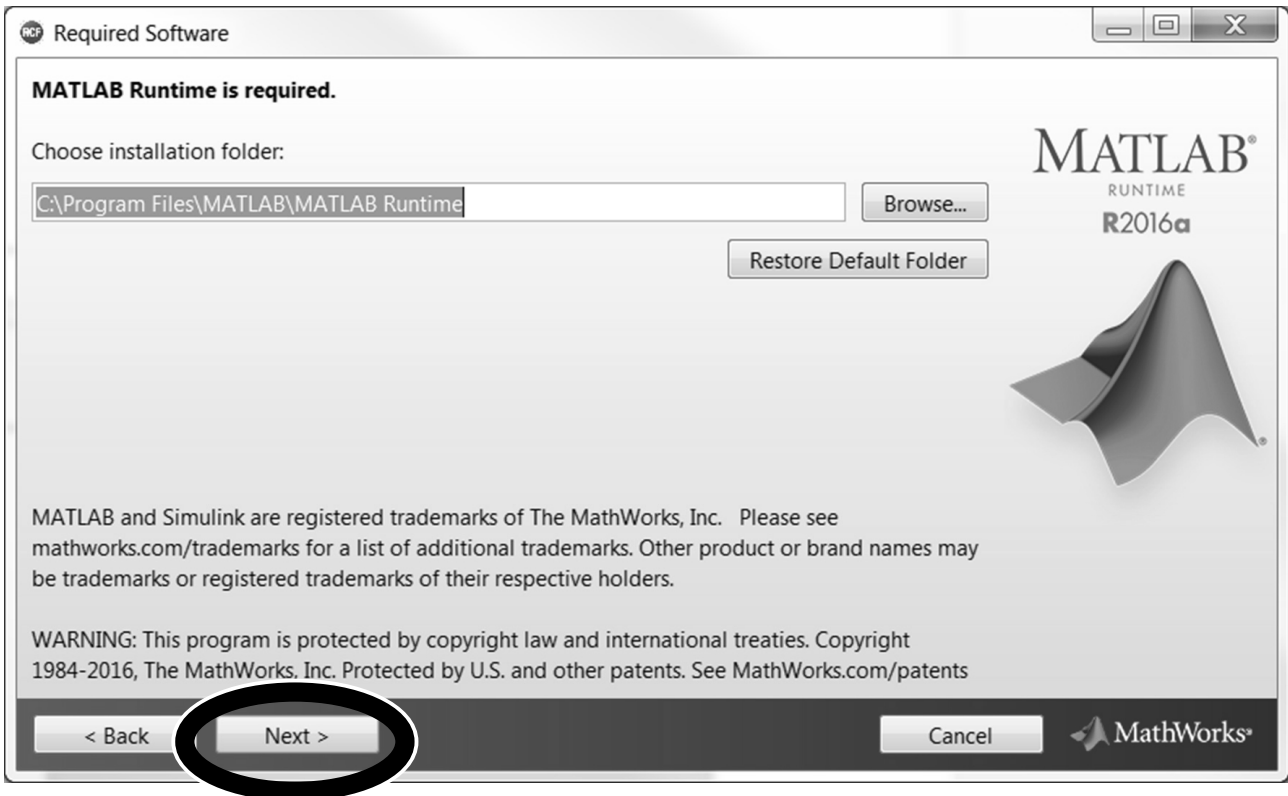 RCF Required Software
MATLAB Runtime is required.
Choose installation folder:
C:\Program Files\MATLAB\MATLAB Runtime
Browse...
Restore Default Folder
MATLAB®
RUNTIME
R2016a
®
MATLAB and Simulink are registered trademarks of The MathWorks, Inc.   Please see
mathworks.com/trademarks for a list of additional trademarks. Other product or brand names may
be trademarks or registered trademarks of their respective holders.
WARNING: This program is protected by copyright law and international treaties. Copyright
1984-2016, The MathWorks, Inc. Protected by U.S. and other patents. See MathWorks.com/patents
< Back Next > Cancel MathWorks®